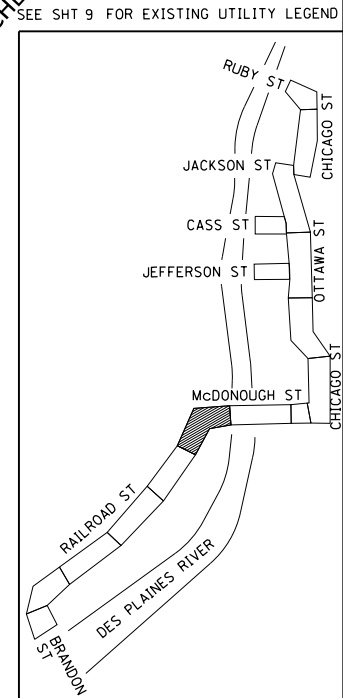 SEE SHT 9 FOR EXISTING UTILITY LEGEND
RUBY ST
CHICAGO ST
JACKSON ST
CASS ST
OTTAWA ST
JEFFERSON ST
CHICAGO ST
McDONOUGH ST
RAILROAD ST
DES PLAINES RIVER
BRANDON
ST